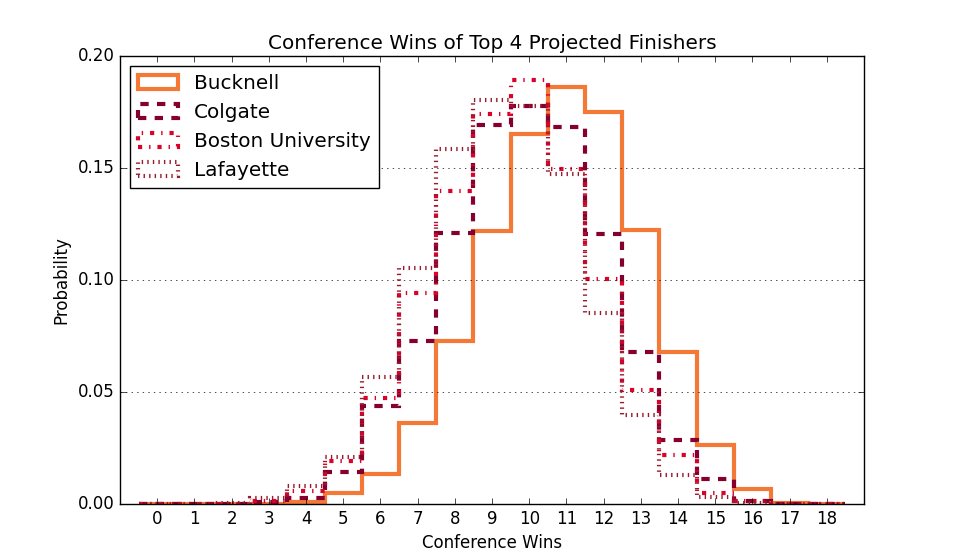 Conference Wins of Top 4 Projected Finishers
Bucknell
Colgate
Boston University
Lafayette
Probability
0.20
0.15
0.10
0.05
0.00
0 1 2 3 4 5 6 7 8 9 10 11 12 13 14 15 16 17 18
Conference Wins